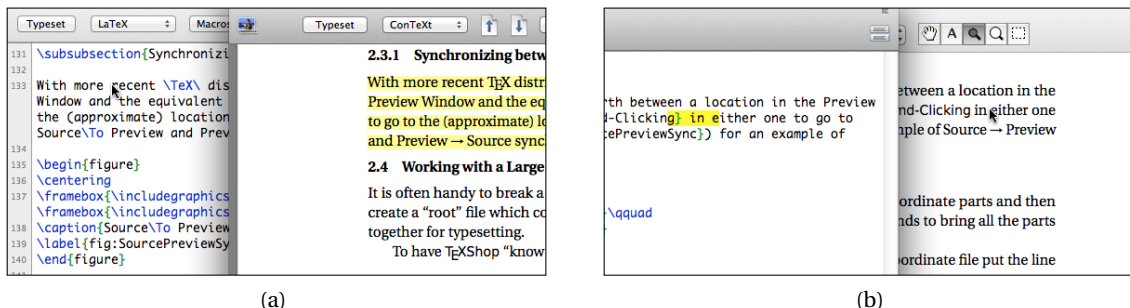 Typeset LaTeX Macros
131 \subsubsection{Synchronizi
132
133 With more recent \TeX\ dis
Window and the equivalent
the (approximate) location
Source\To Preview and Prev
134
135 \begin{figure}
136 \centering
137 \framebox{\includegraphics
\framebox{\includegraphics
138 \caption{Source\To Preview
139 \label{fig:SourcePreviewSy
140 \end{figure}
141
Typeset ConTeXt
2.3.1 Synchronizing betw
With more recent TEX distr
Preview Window and the eq
to go to the (approximate) lo
and Preview → Source sync
2.4 Working with a Large
It is often handy to break a
create a “root” file which co
together for typesetting.
To have TEXShop “know
(a)
rth between a location in the Preview
d-Clicking} in either one to go to
cePreviewSync}) for an example of
}\qquad
}
A
etween a location in the
nd-Clicking in either one
mple of Source → Preview
ordinate parts and then
nds to bring all the parts
ordinate file put the line
(b)